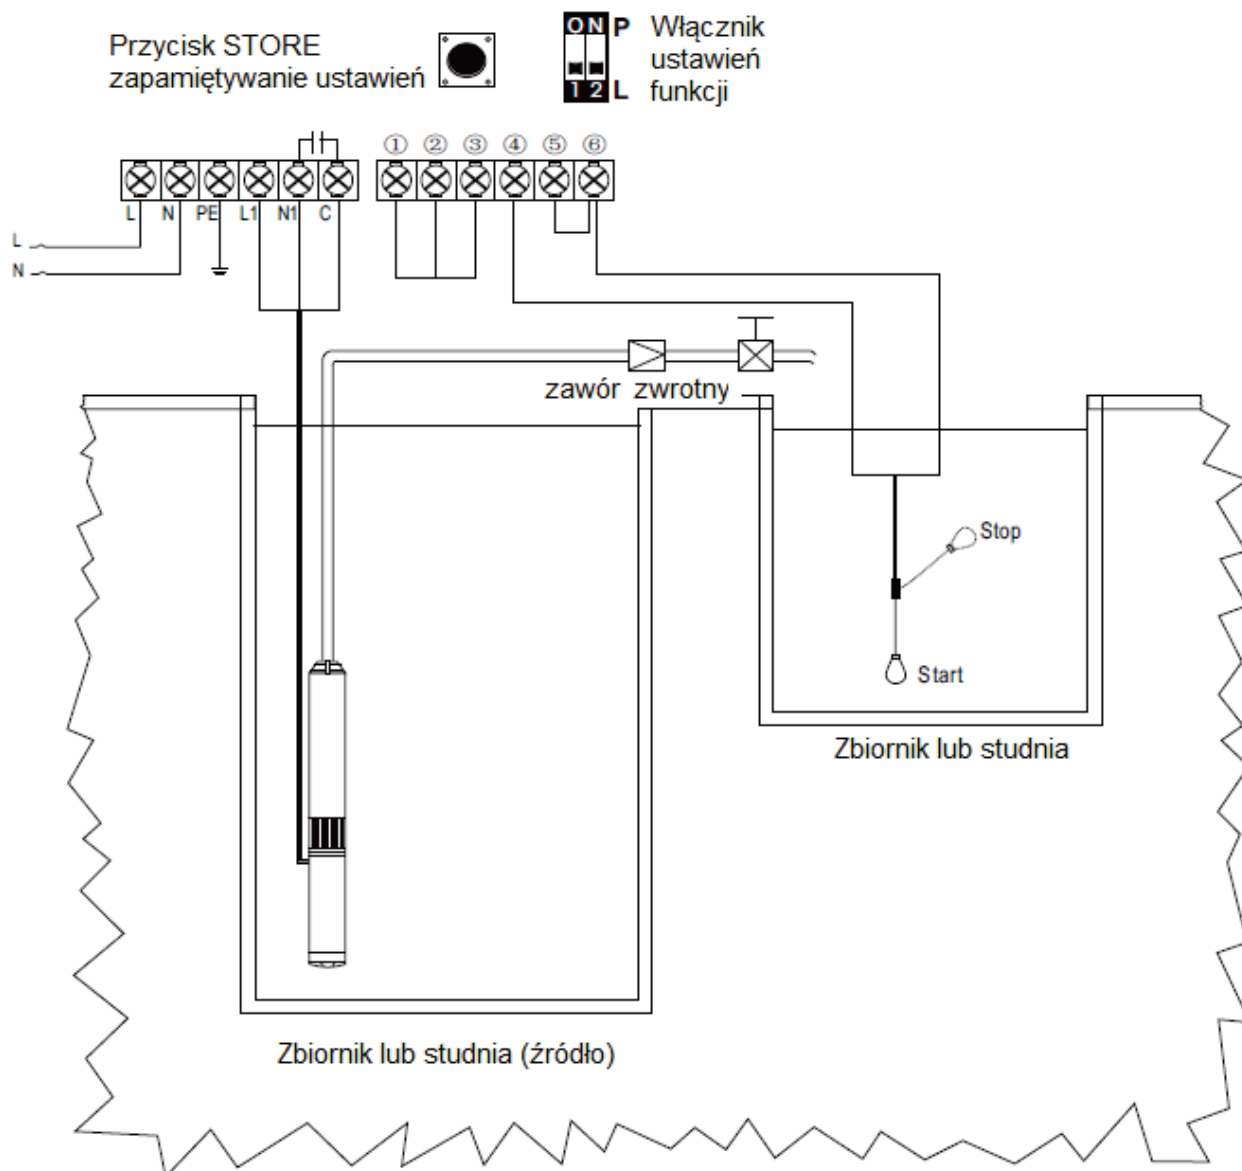 Przycisk STORE
zapamiętywanie ustawień
ON P
1 2 L
Włącznik
ustawień
funkcji
① ② ③ ④ ⑤ ⑥
L N PE L1 N1 C
L
N
zawór zwrotny
Stop
Start
Zbiornik lub studnia
Zbiornik lub studnia (źródło)